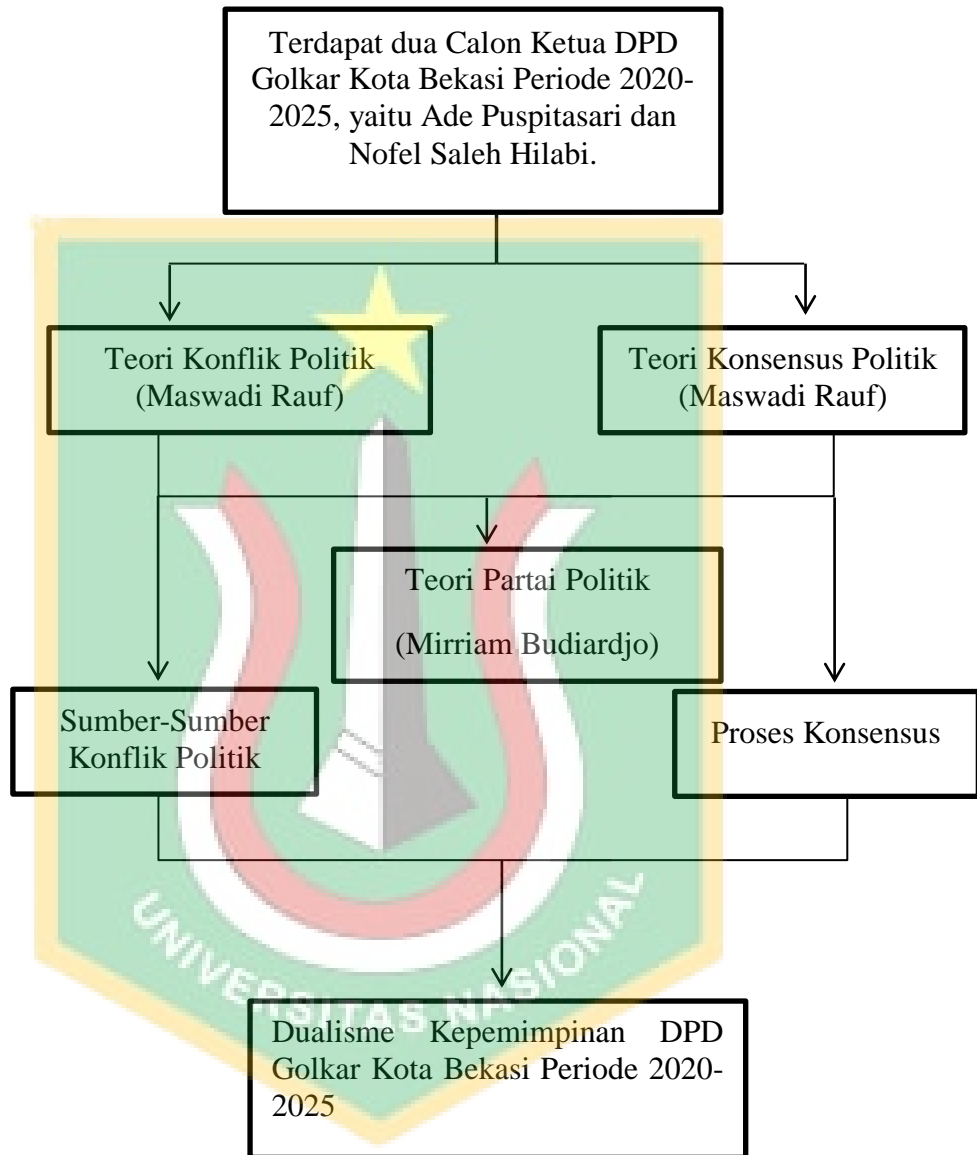 Terdapat dua Calon Ketua DPD
Golkar Kota Bekasi Periode 2020-
2025, yaitu Ade Puspitasari dan
Nofel Saleh Hilabi.
Teori Konflik Politik
(Maswadi Rauf)
Teori Konsensus Politik
(Maswadi Rauf)
Teori Partai Politik
(Mirriam Budiardjo)
Sumber-Sumber
Konflik Politik
Proses Konsensus
UNIVERSITAS NASIONAL
Dualisme Kepemimpinan DPD
Golkar Kota Bekasi Periode 2020-
2025